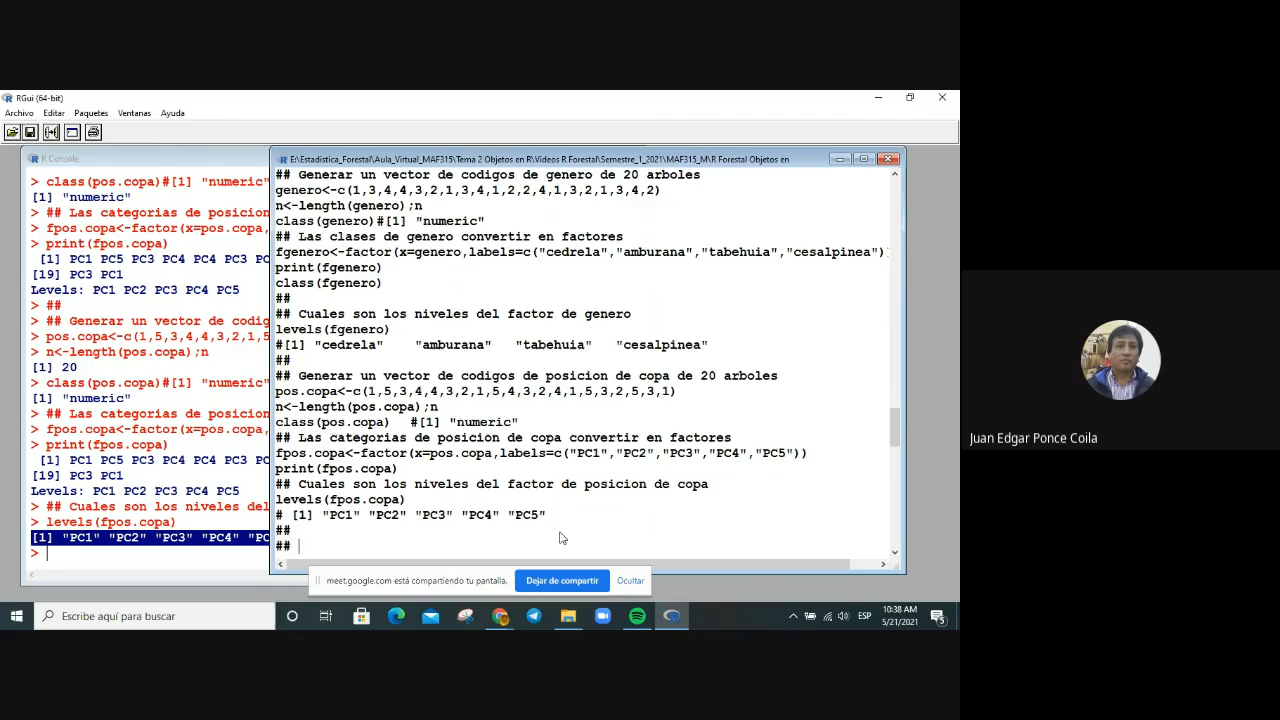 RGui (64-bit)
Archivo Editar Paquetes Ventanas Ayuda
R Console
> class(pos.copa)#[1] "numeric"
[1] "numeric"
> ## Las categorias de posicion
> fpos.copa<-factor(x=pos.copa,
> print(fpos.copa)
[1] PC1 PC5 PC3 PC4 PC4 PC3 PC
[19] PC3 PC1
Levels: PC1 PC2 PC3 PC4 PC5
> ##
> ## Generar un vector de codig
> pos.copa<-c(1,5,3,4,4,3,2,1,5
> n<-length(pos.copa);n
[1] 20
> class(pos.copa)#[1] "numeric"
[1] "numeric"
> ## Las categorias de posicion
> fpos.copa<-factor(x=pos.copa,
> print(fpos.copa)
[1] PC1 PC5 PC3 PC4 PC4 PC3 PC
[19] PC3 PC1
Levels: PC1 PC2 PC3 PC4 PC5
> ## Cuales son los niveles del
> levels(fpos.copa)
[1] "PC1" "PC2" "PC3" "PC4" "PC
>
E:\Estadistica_Forestal\Aula_Virtual_MAF315\Tema 2 Objetos en R\Videos R Forestal\Semestre_1_2021\MAF315_M\R Forestal Objetos en
## Generar un vector de codigos de genero de 20 arboles
genero<-c(1,3,4,4,3,2,1,3,4,1,2,2,4,1,3,2,1,3,4,2)
n<-length(genero);n
class(genero)#[1] "numeric"
## Las clases de genero convertir en factores
fgenero<-factor(x=genero,labels=c("cedrela","amburana","tabehuia","cesalpinea"))
print(fgenero)
class(fgenero)
##
## Cuales son los niveles del factor de genero
levels(fgenero)
#[1] "cedrela" "amburana" "tabehuia" "cesalpinea"
##
## Generar un vector de codigos de posicion de copa de 20 arboles
pos.copa<-c(1,5,3,4,4,3,2,1,5,4,3,2,4,1,5,3,2,5,3,1)
n<-length(pos.copa);n
class(pos.copa) #[1] "numeric"
## Las categorias de posicion de copa convertir en factores
fpos.copa<-factor(x=pos.copa,labels=c("PC1","PC2","PC3","PC4","PC5"))
print(fpos.copa)
## Cuales son los niveles del factor de posicion de copa
levels(fpos.copa)
# [1] "PC1" "PC2" "PC3" "PC4" "PC5"
##
##
meet.google.com está compartiendo tu pantalla.
Dejar de compartir
Ocultar
Escribe aquí para buscar
ESP
10:38 AM
5/21/2021
5
Juan Edgar Ponce Coila